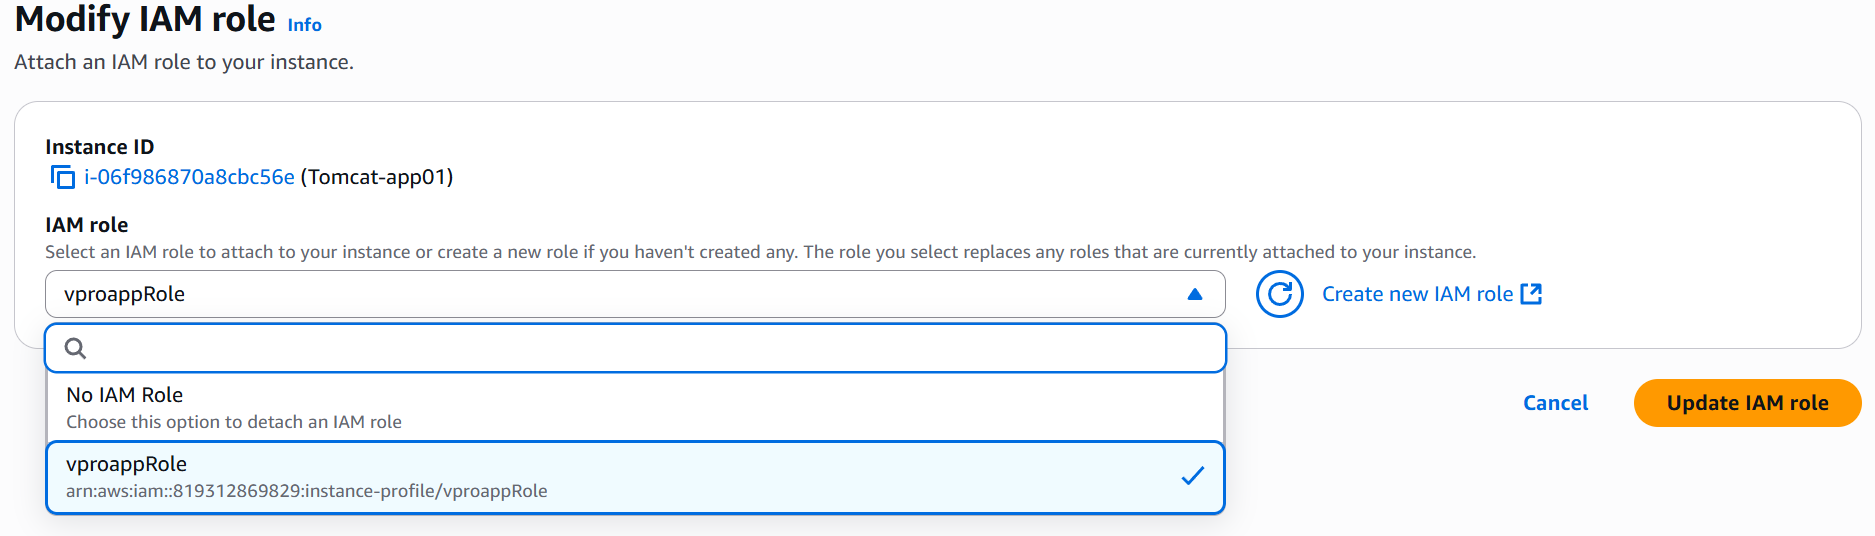 Modify IAM role Info
Attach an IAM role to your instance.
Instance ID
i-06f986870a8cbc56e (Tomcat-app01)
IAM role
Select an IAM role to attach to your instance or create a new role if you haven't created any. The role you select replaces any roles that are currently attached to your instance.
vproappRole
Create new IAM role
No IAM Role
Choose this option to detach an IAM role
vproappRole
arn:aws:iam::819312869829:instance-profile/vproappRole
Cancel
Update IAM role